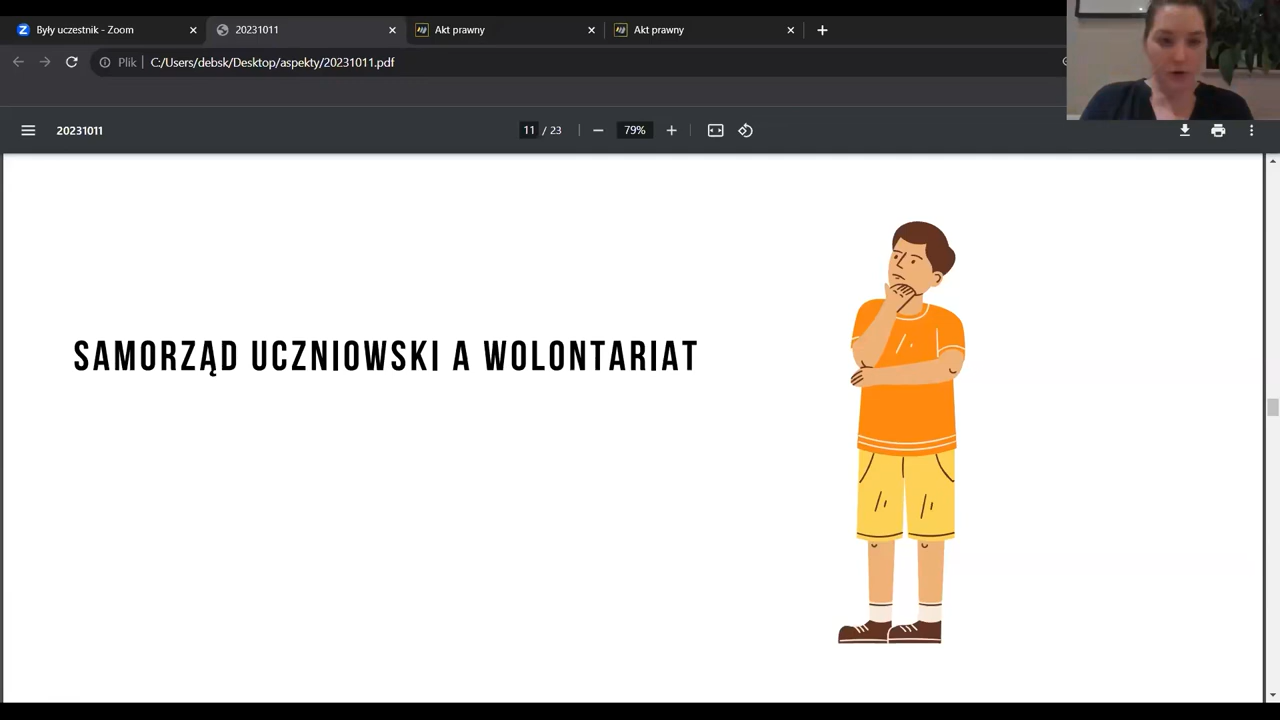 Były uczestnik - Zoom
20231011
Akt prawny
Akt prawny
Plik
C:/Users/debsk/Desktop/aspekty/20231011.pdf
20231011
11 / 23
79%
SAMORZĄD UCZNIOWSKI A WOLONTARIAT